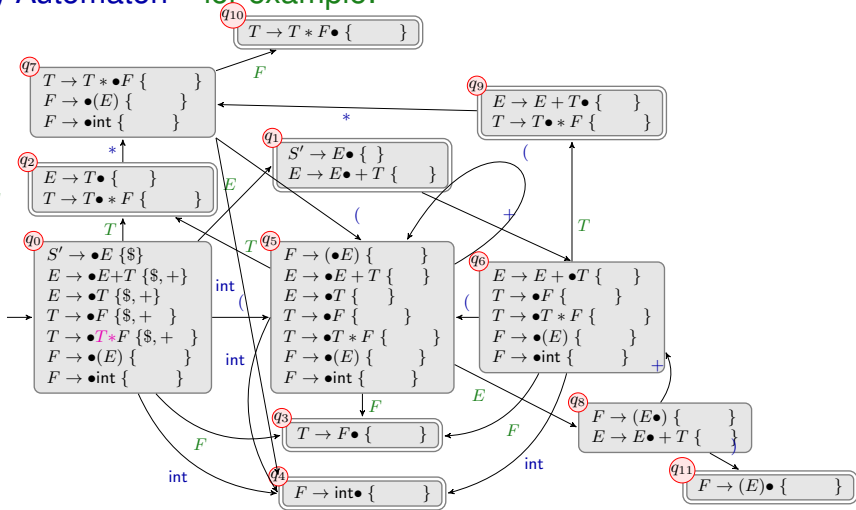 Automaton – for example:
q10
T → T ∗ F• { }
F
q7
T → T ∗ •F { }
F → •(E) { }
F → •int { }
q9
E → E + T• { }
T → T• ∗ F { }
∗
q1
S′ → E• { }
E → E• + T { }
(
∗
q2
E → T• { }
T → T• ∗ F { }
E
(
+
T
T
T
q0
S′ → •E {$}
E → •E+T {$, +}
E → •T {$, +}
T → •F {$, + }
T → •T∗F {$, + }
F → •(E) { }
F → •int { }
int
(
int
q5
F → (•E) { }
E → •E + T { }
E → •T { }
T → •F { }
T → •T ∗ F { }
F → •(E) { }
F → •int { }
(
q6
E → E + •T { }
T → •F { }
T → •T ∗ F { }
F → •(E) { }
F → •int { }
+
E
F
q3
T → F• { }
F
F
q8
F → (E•) { }
E → E• + T { }
)
int
int
q4
F → int• { }
q11
F → (E)• { }